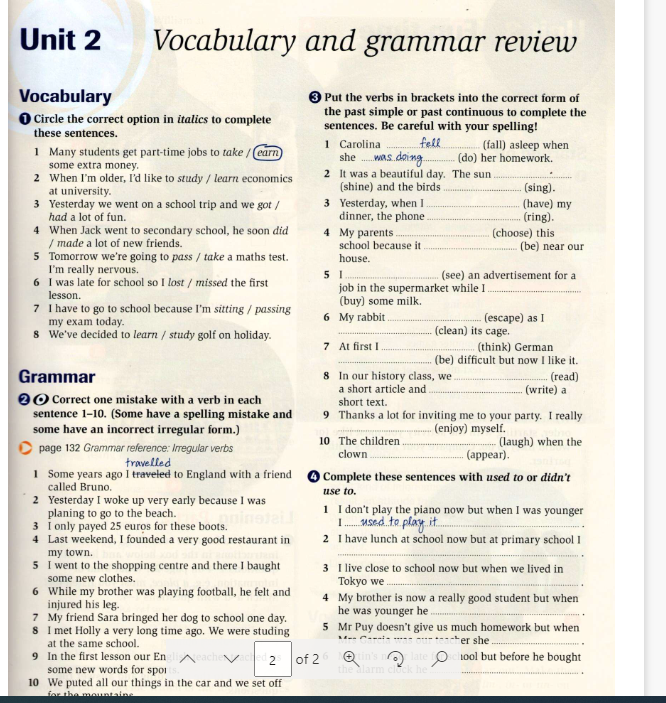 Unit 2 Vocabulary and grammar review
Vocabulary
1 Circle the correct option in italics to complete
these sentences.
1 Many students get part-time jobs to take / earn
some extra money.
2 When I'm older, I'd like to study / learn economics
at university.
3 Yesterday we went on a school trip and we got /
had a lot of fun.
4 When Jack went to secondary school, he soon did
/ made a lot of new friends.
5 Tomorrow we're going to pass / take a maths test.
I'm really nervous.
6 I was late for school so I lost / missed the first
lesson.
7 I have to go to school because I'm sitting / passing
my exam today.
8 We've decided to learn / study golf on holiday.
Grammar
2 Correct one mistake with a verb in each
sentence 1–10. (Some have a spelling mistake and
some have an incorrect irregular form.)
page 132 Grammar reference: Irregular verbs
travelled
1 Some years ago I traveled to England with a friend
called Bruno.
2 Yesterday I woke up very early because I was
planing to go to the beach.
3 I only payed 25 euros for these boots.
4 Last weekend, I founded a very good restaurant in
my town.
5 I went to the shopping centre and there I baught
some new clothes.
6 While my brother was playing football, he felt and
injured his leg.
7 My friend Sara bringed her dog to school one day.
8 I met Holly a very long time ago. We were studing
at the same school.
9 In the first lesson our
some new words for
10 We puted all our things in the car and we set off
for the mountains.
3 Put the verbs in brackets into the correct form of
the past simple or past continuous to complete the
sentences. Be careful with your spelling!
1 Carolina fell (fall) asleep when
she was doing (do) her homework.
2 It was a beautiful day. The sun
(shine) and the birds (sing).
3 Yesterday, when I (have) my
dinner, the phone (ring).
4 My parents (choose) this
school because it (be) near our
house.
5 I (see) an advertisement for a
job in the supermarket while I
(buy) some milk.
6 My rabbit (escape) as I
(clean) its cage.
7 At first I (think) German
(be) difficult but now I like it.
8 In our history class, we (read)
a short article and (write) a
short text.
9 Thanks a lot for inviting me to your party. I really
(enjoy) myself.
10 The children (laugh) when the
clown (appear).
4 Complete these sentences with used to or didn't
use to.
1 I don't play the piano now but when I was younger
I used to play it .
2 I have lunch at school now but at primary school I
.
3 I live close to school now but when we lived in
Tokyo we .
4 My brother is now a really good student but when
he was younger he .
5 Mr Puy doesn't give us much homework but when
she .
6 school but before he bought
.
2 of 2